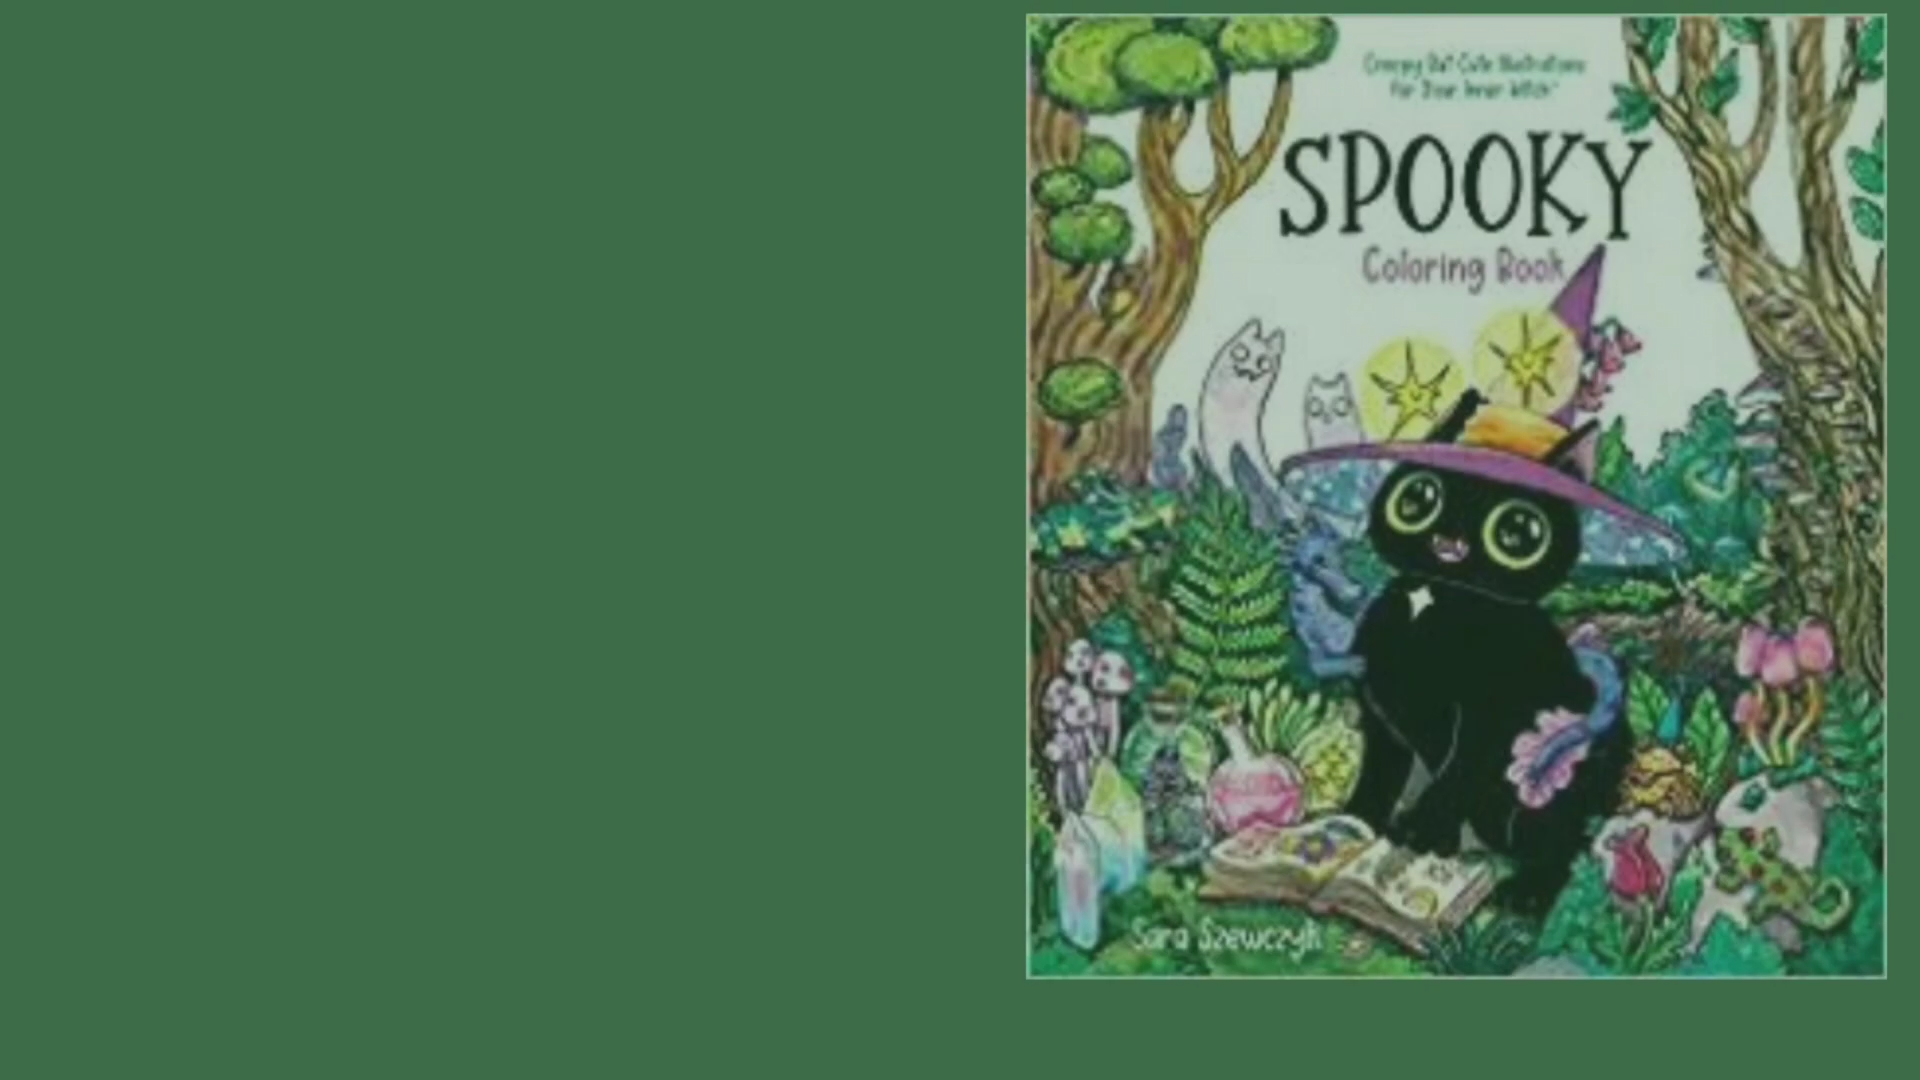 Creepy But Cute Illustrations
For Your Inner Witch
SPOOKY
Coloring Book
Sara Szewczyk